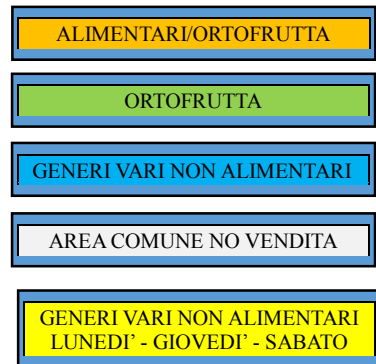 ALIMENTARI/ORTOFRUTTA
ORTOFRUTTA
GENERI VARI NON ALIMENTARI
AREA COMUNE NO VENDITA
GENERI VARI NON ALIMENTARI
LUNEDI’ - GIOVEDI’ - SABATO